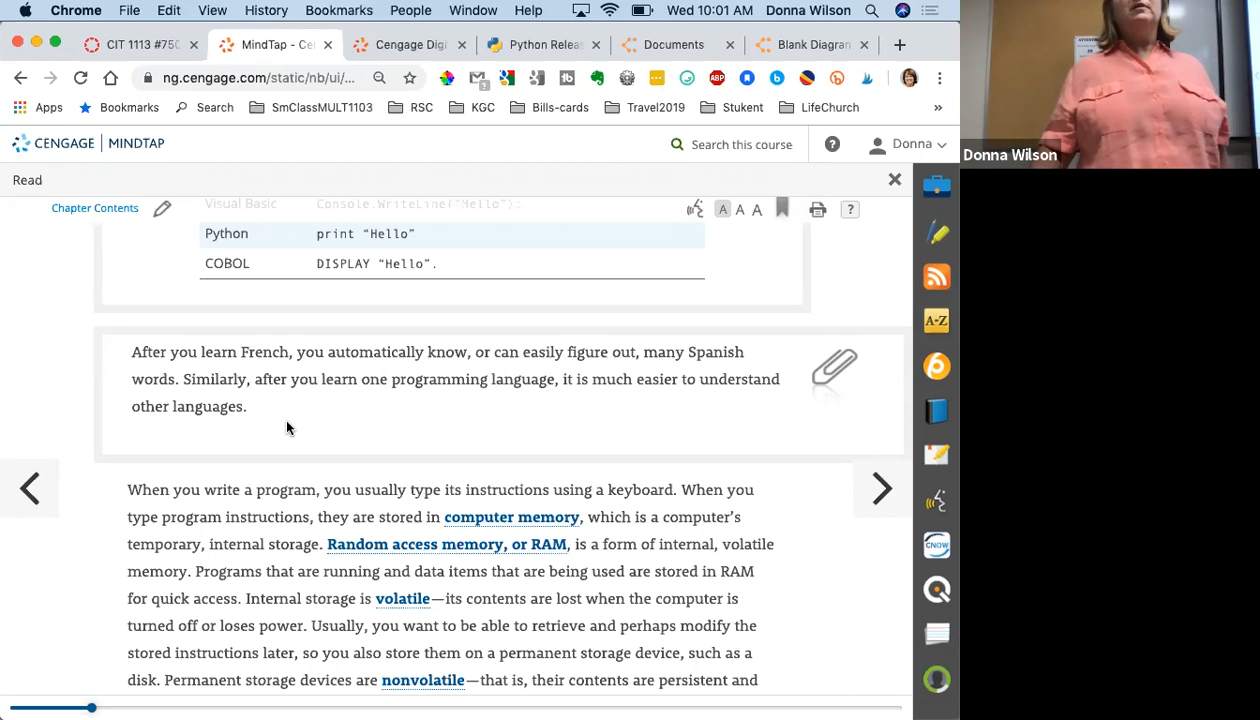 Chrome File Edit View History Bookmarks People Window Help Wed 10:01 AM Donna Wilson
CIT 1113 #750 MindTap - Cen Cengage Digi Python Releas Documents Blank Diagran
ng.cengage.com/static/nb/ui/... ABP
Apps Bookmarks Search SmClassMULT1103 RSC KGC Bills-cards Travel2019 Stukent LifeChurch »
Donna Wilson
CENGAGE MINDTAP Search this course ? Donna
Read
Chapter Contents A A A ?
Visual Basic Console.WriteLine("Hello");
Python print “Hello”
COBOL DISPLAY “Hello”.
After you learn French, you automatically know, or can easily figure out, many Spanish
words. Similarly, after you learn one programming language, it is much easier to understand
other languages.
When you write a program, you usually type its instructions using a keyboard. When you
type program instructions, they are stored in computer memory, which is a computer’s
temporary, internal storage. Random access memory, or RAM, is a form of internal, volatile
memory. Programs that are running and data items that are being used are stored in RAM
for quick access. Internal storage is volatile—its contents are lost when the computer is
turned off or loses power. Usually, you want to be able to retrieve and perhaps modify the
stored instructions later, so you also store them on a permanent storage device, such as a
disk. Permanent storage devices are nonvolatile—that is, their contents are persistent and
A-Z
CNOW